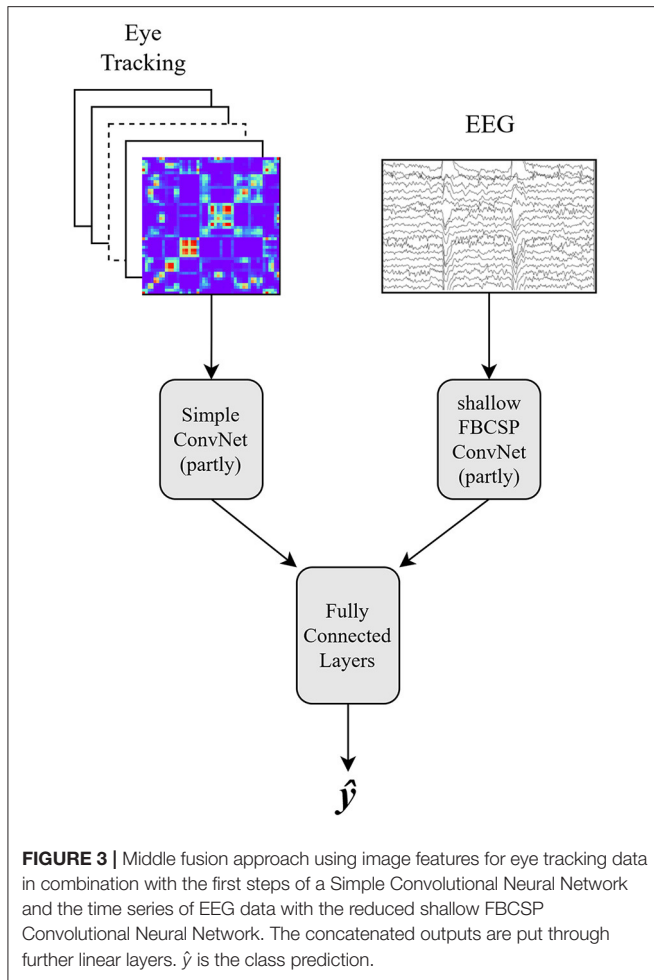 Eye
Tracking
EEG
Simple
ConvNet
(partly)
shallow
FBCSP
ConvNet
(partly)
Fully
Connected
Layers
ŷ
FIGURE 3 | Middle fusion approach using image features for eye tracking data
in combination with the first steps of a Simple Convolutional Neural Network
and the time series of EEG data with the reduced shallow FBCSP
Convolutional Neural Network. The concatenated outputs are put through
further linear layers. ŷ is the class prediction.